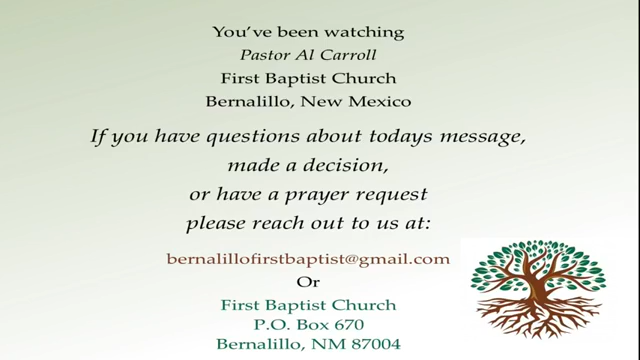 You've been watching
Pastor Al Carroll
First Baptist Church
Bernalillo, New Mexico
If you have questions about todays message,
made a decision,
or have a prayer request
please reach out to us at:
bernalillofirstbaptist@gmail.com
Or
First Baptist Church
P.O. Box 670
Bernalillo, NM 87004